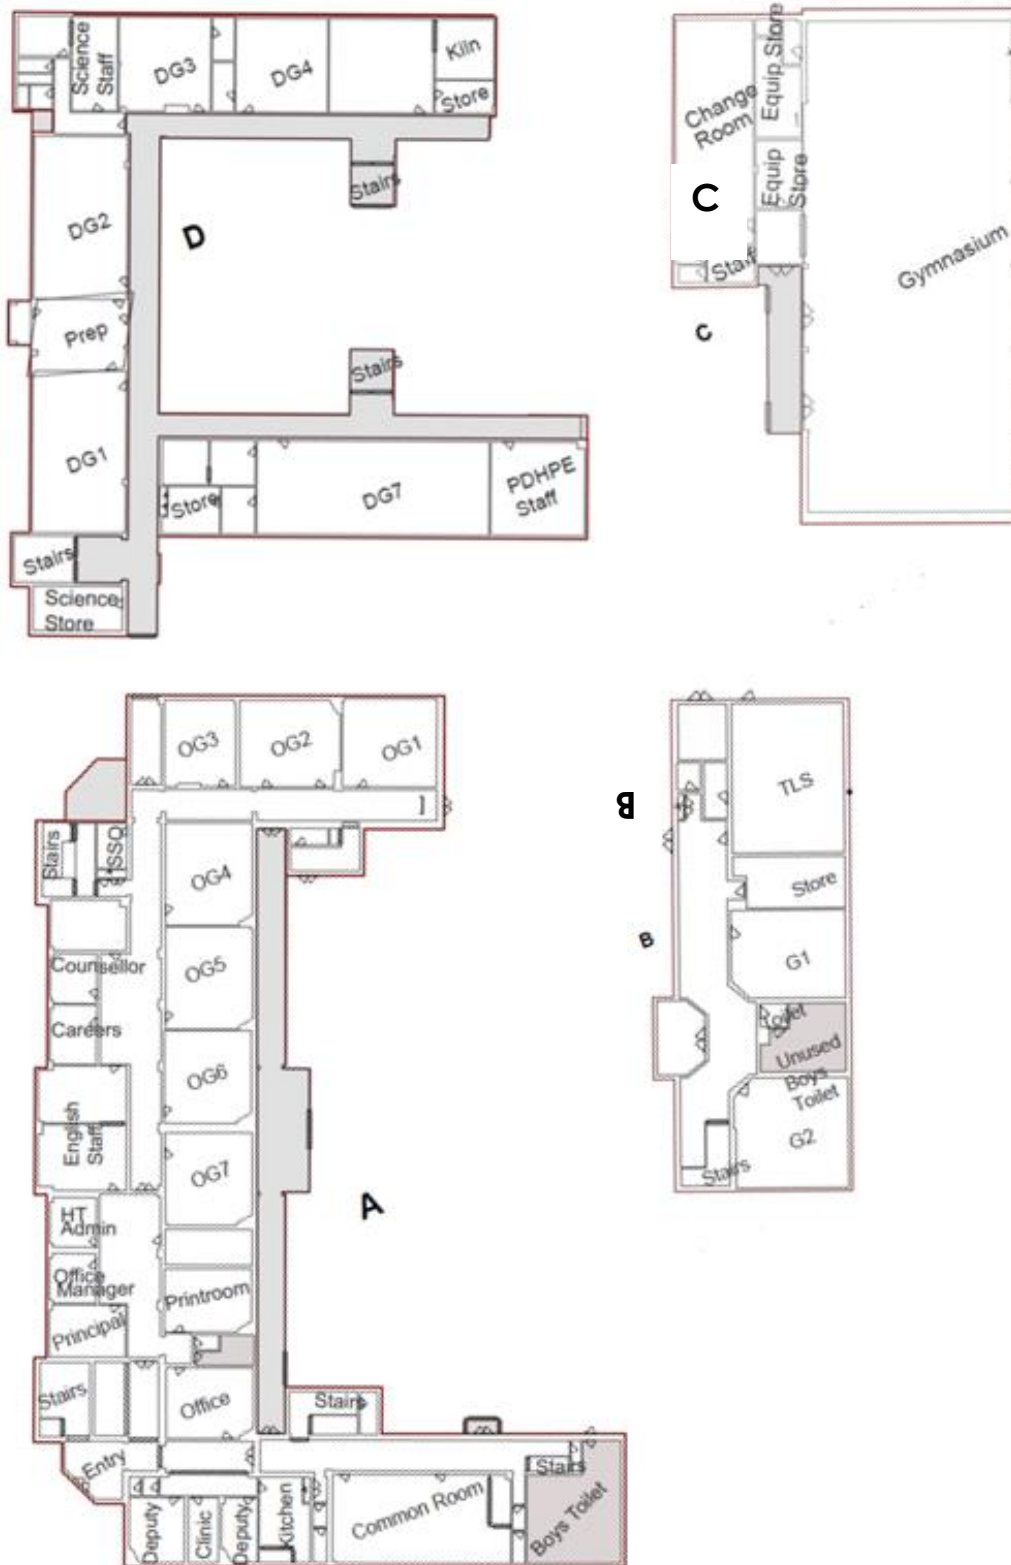 Science
Staff
DG3
DG4
Kiln
Store
DG2
D
Stairs
Prep
Stairs
DG1
DG7
PDHPE
Staff
Store
Stairs
Science
Store
Equip Store
Change
Room
Equip
Store
C
Staff
Gymnasium
C
OG3
OG2
OG1
Stairs
SSO
OG4
Counsellor
OG5
Careers
OG6
English
Staff
OG7
HT
Admin
A
Office
Manager
Printroom
Principal
Stairs
Office
Stairs
Entry
Stairs
Deputy
Clinic
Deputy
Kitchen
Common Room
Boys Toilet
TLS
B
Store
B
G1
Toilet
Unused
Boys
Toilet
G2
Stairs